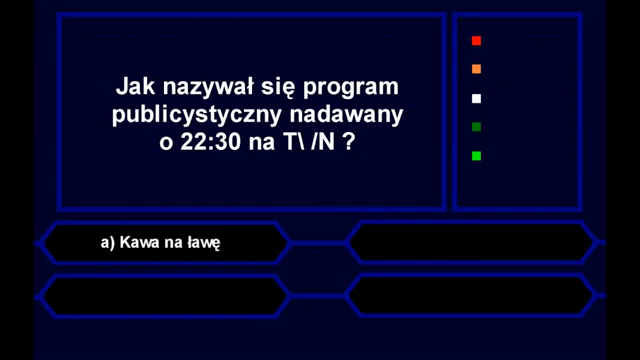 Jak nazywał się program
publicystyczny nadawany
o 22:30 na T\ /N ?
a) Kawa na ławę